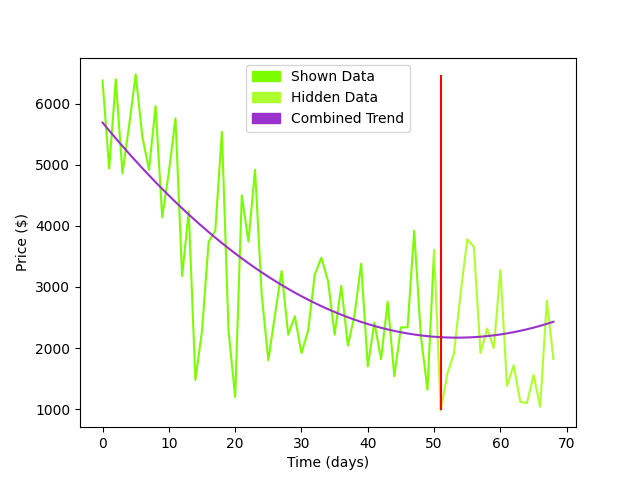 Shown Data
Hidden Data
Combined Trend
Price ($)
6000
5000
4000
3000
2000
1000
0 10 20 30 40 50 60 70
Time (days)